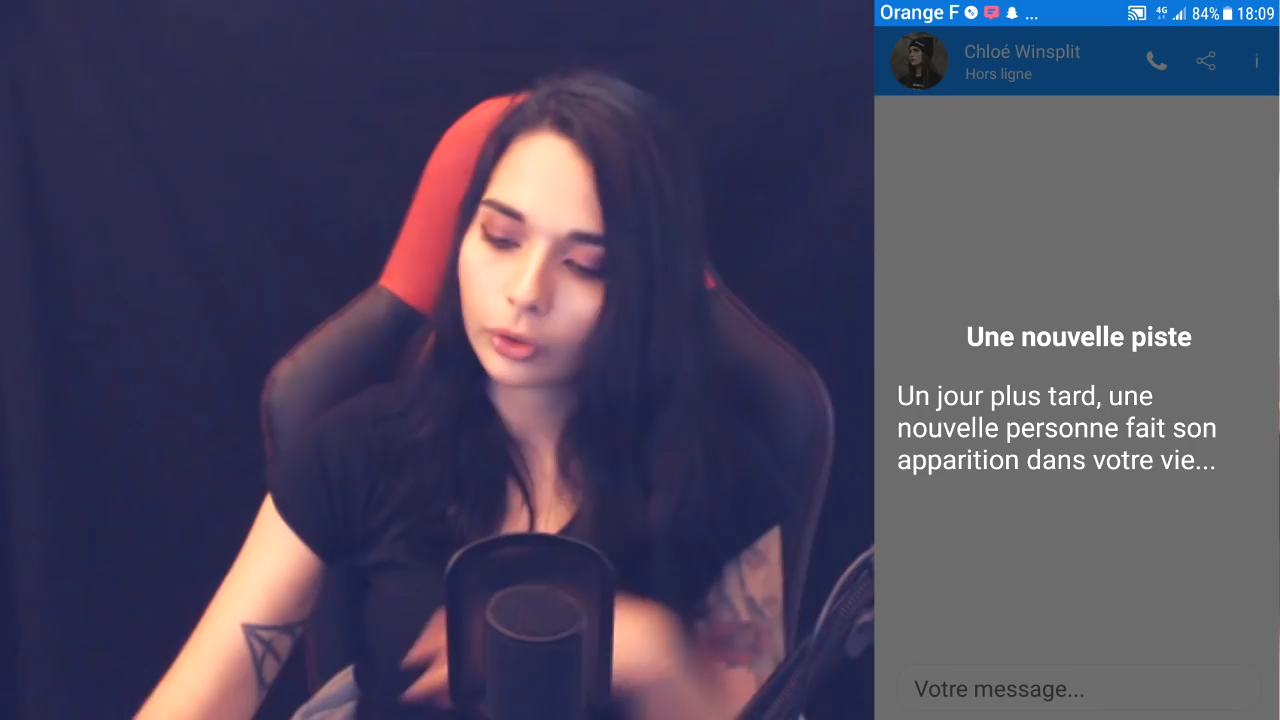 Orange F ... 4G 84% 18:09
Chloé Winsplit
Hors ligne
Une nouvelle piste
Un jour plus tard, une
nouvelle personne fait son
apparition dans votre vie...
Votre message...